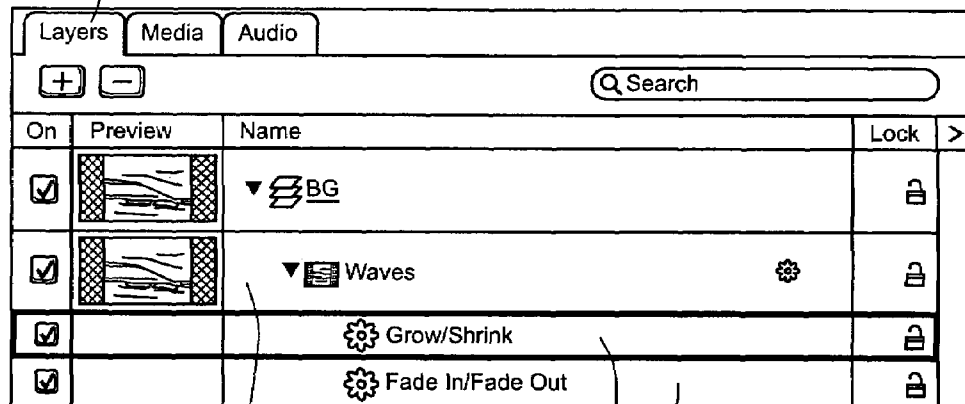 Layers Media Audio
+ − Search
On Preview Name Lock >
BG
Waves
Grow/Shrink
Fade In/Fade Out